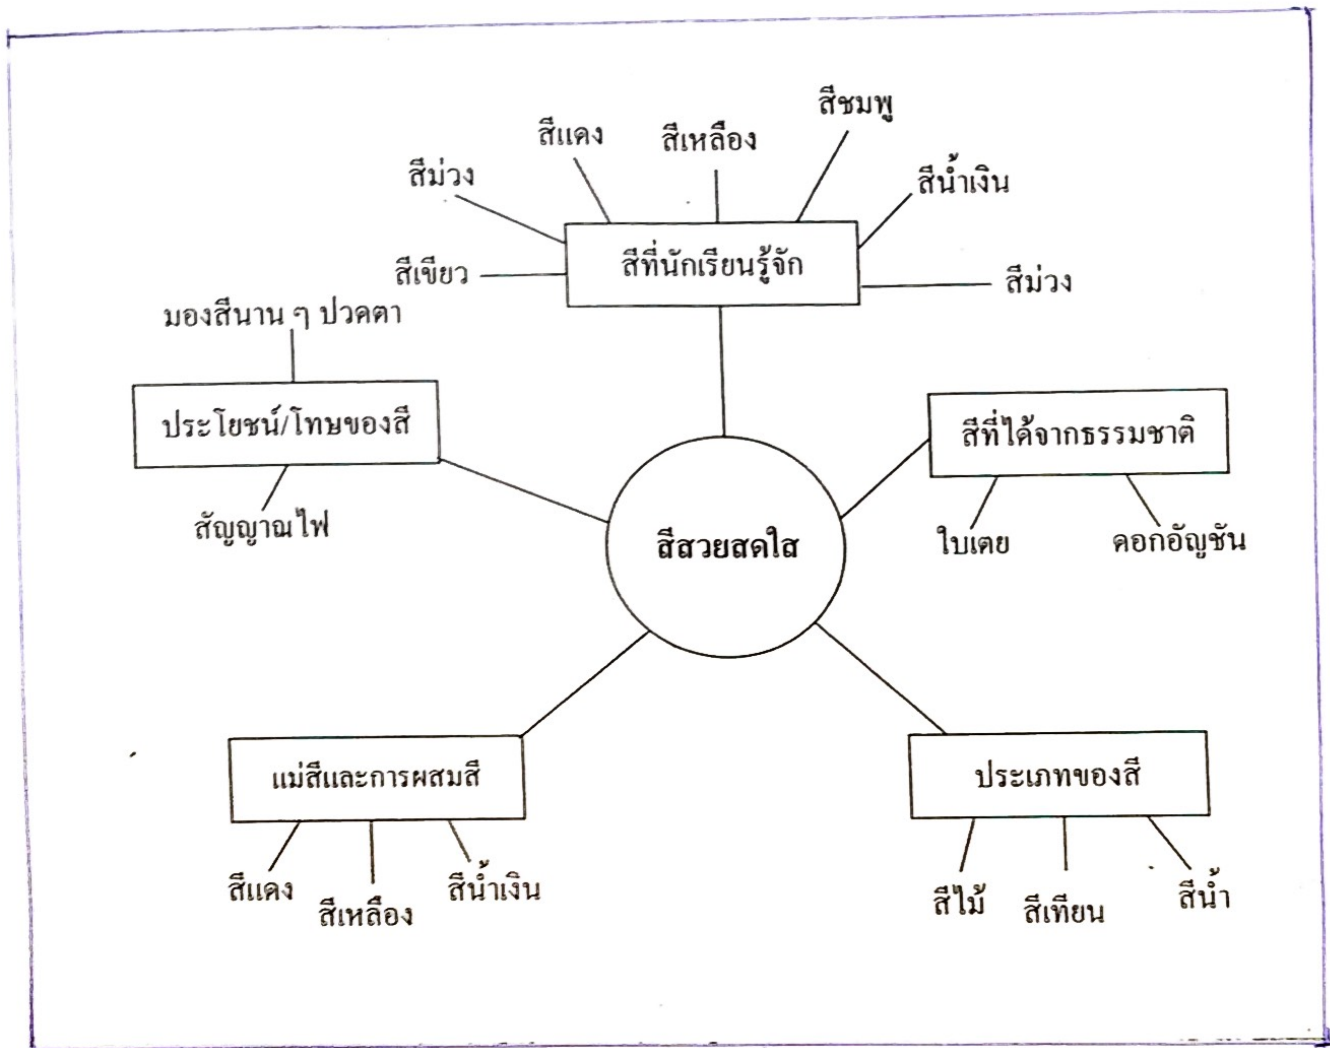 สีชมพู
สีแดง
สีเหลือง
สีม่วง
สีน้ำเงิน
สีเขียว
สีที่นักเรียนรู้จัก
สีม่วง
มองสีนาน ๆ ปวดตา
ประโยชน์/โทษของสี
สัญญาณไฟ
สีที่ได้จากธรรมชาติ
ใบเตย
ดอกอัญชัน
สีสวยสดใส
แม่สีและการผสมสี
สีแดง
สีเหลือง
สีน้ำเงิน
ประเภทของสี
สีไม้
สีเทียน
สีน้ำ